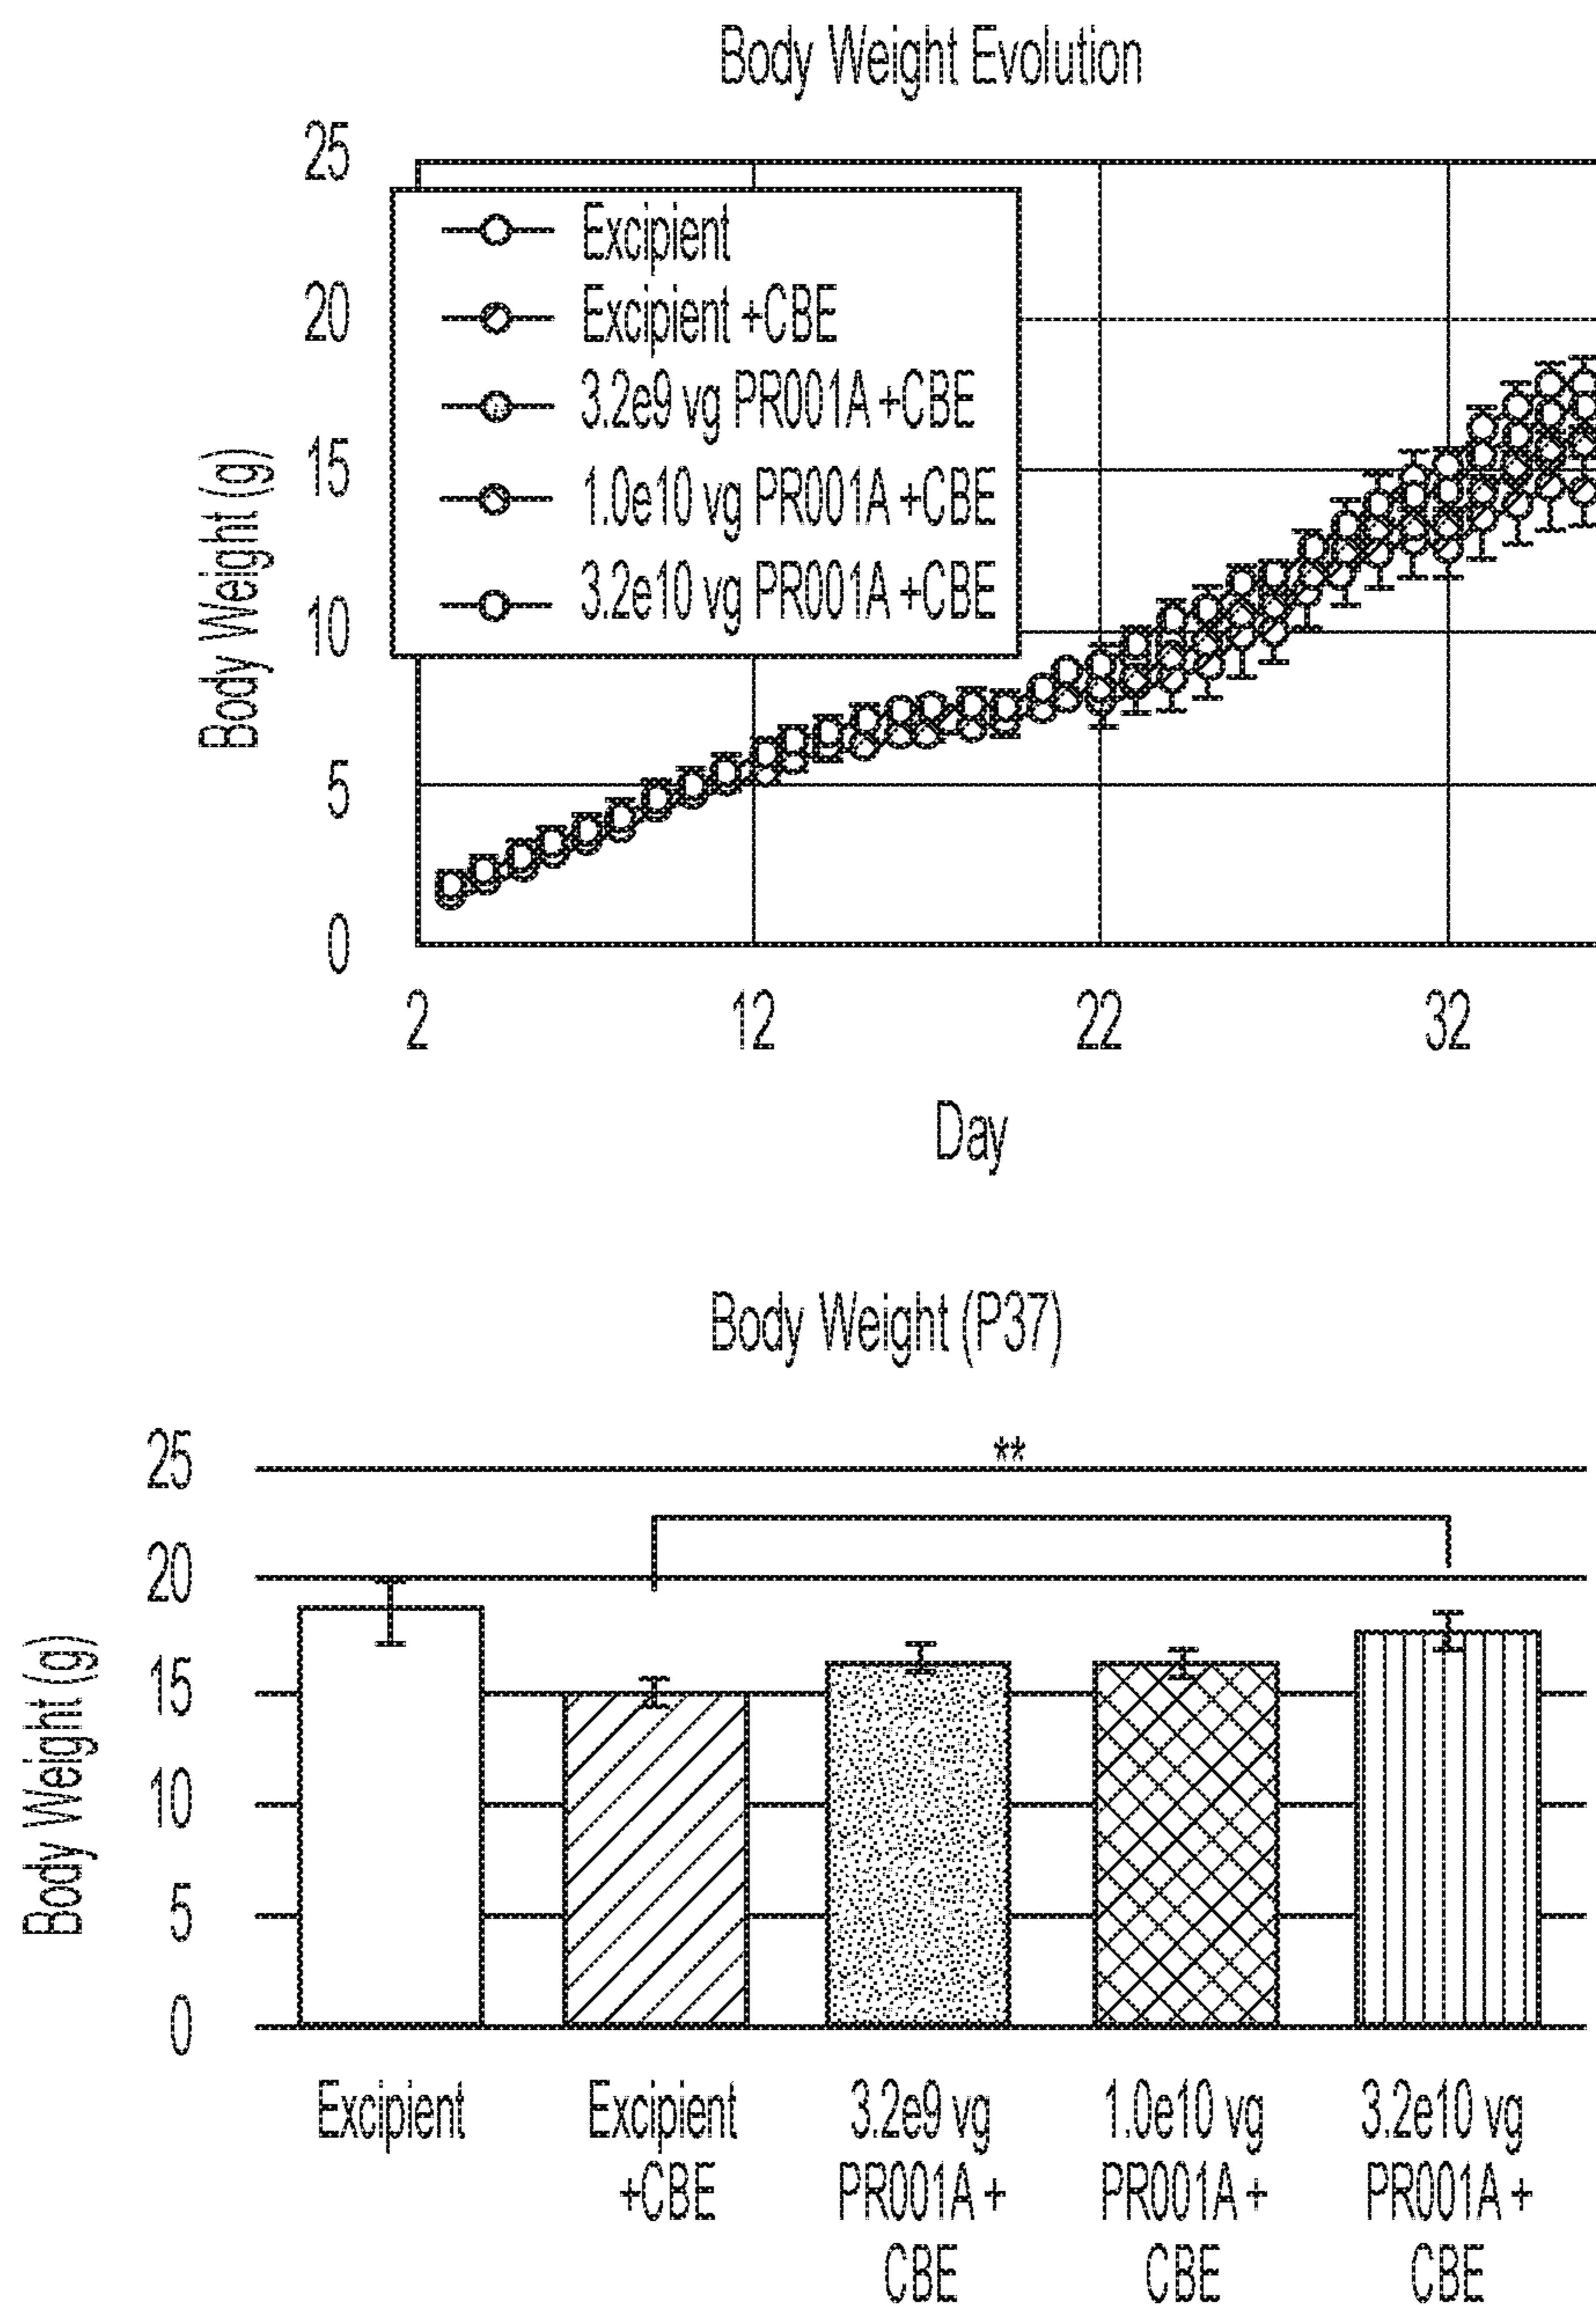 Body Weight Evolution
25
20
15
10
5
0
Body Weight (g)
Excipient
Excipient +CBE
3.2e9 vg PR001A +CBE
1.0e10 vg PR001A +CBE
3.2e10 vg PR001A +CBE
2 12 22 32
Day
Body Weight (P37)
25
20
15
10
5
0
Body Weight (g)
**
Excipient
Excipient
+CBE
3.2e9 vg
PR001A +
CBE
1.0e10 vg
PR001A +
CBE
3.2e10 vg
PR001A +
CBE